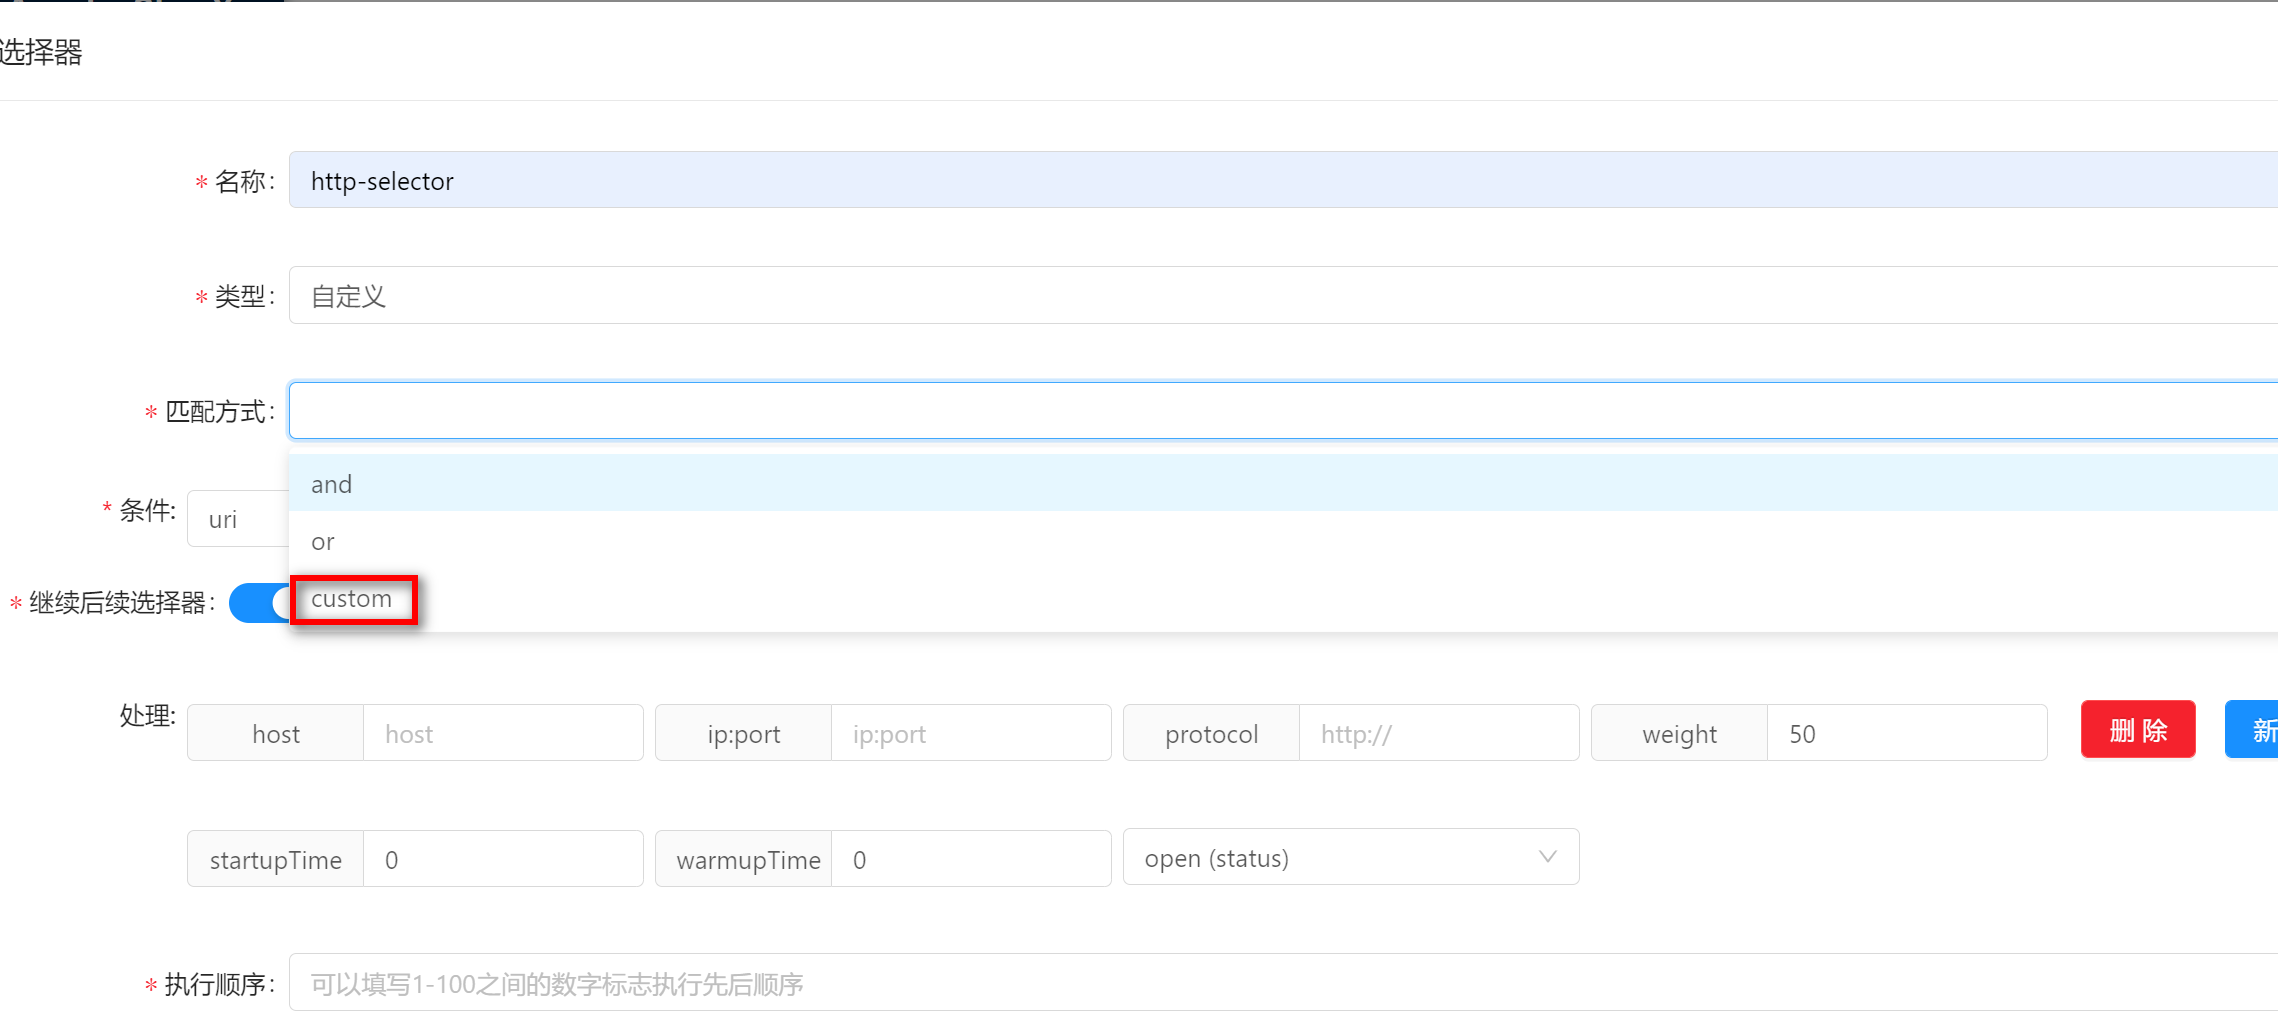 选择器
* 名称: http-selector
* 类型: 自定义
* 匹配方式:
and
* 条件: uri
or
* 继续后续选择器: custom
处理: host host ip:port ip:port protocol http:// weight 50 删 除 新
startupTime 0 warmupTime 0 open (status)
* 执行顺序: 可以填写1-100之间的数字标志执行先后顺序